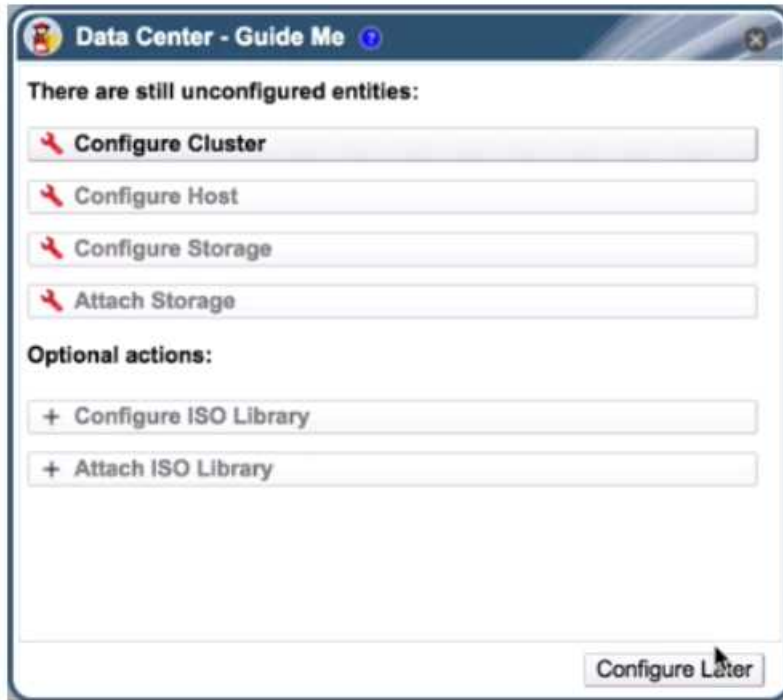 Data Center - Guide Me ?
There are still unconfigured entities:
Configure Cluster
Configure Host
Configure Storage
Attach Storage
Optional actions:
+ Configure ISO Library
+ Attach ISO Library
Configure Later